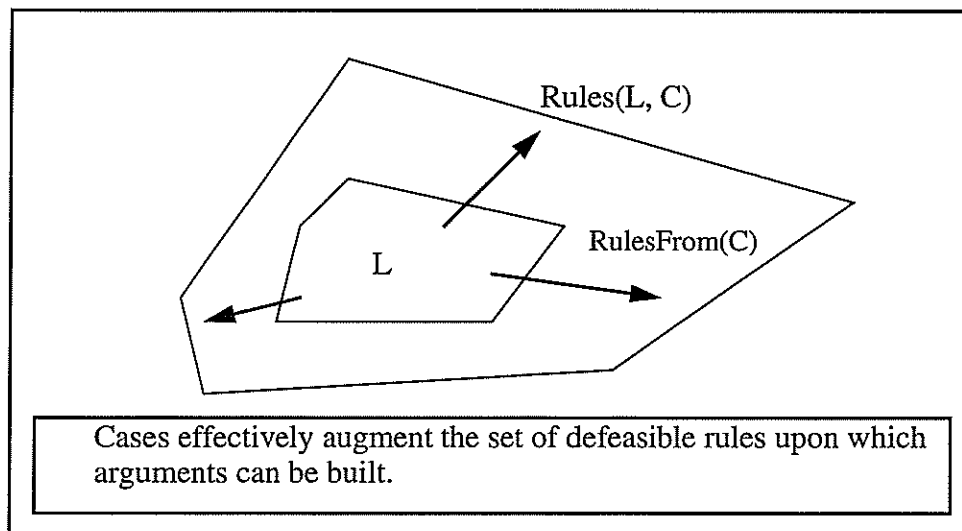 Rules(L, C)
RulesFrom(C)
L
Cases effectively augment the set of defeasible rules upon which
arguments can be built.